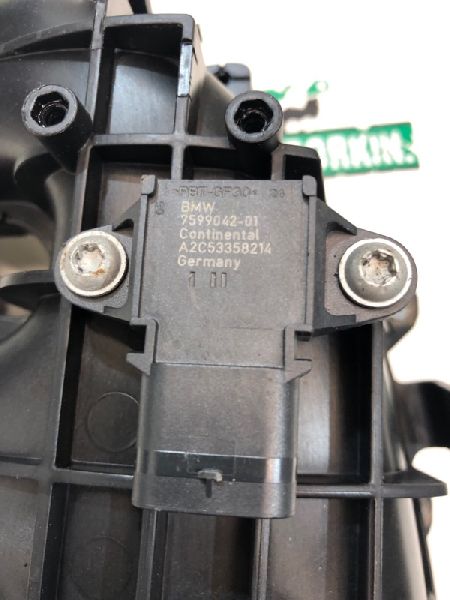 >PBT-GF30<
BMW
7599042-01
Continental
A2C53358214
Germany